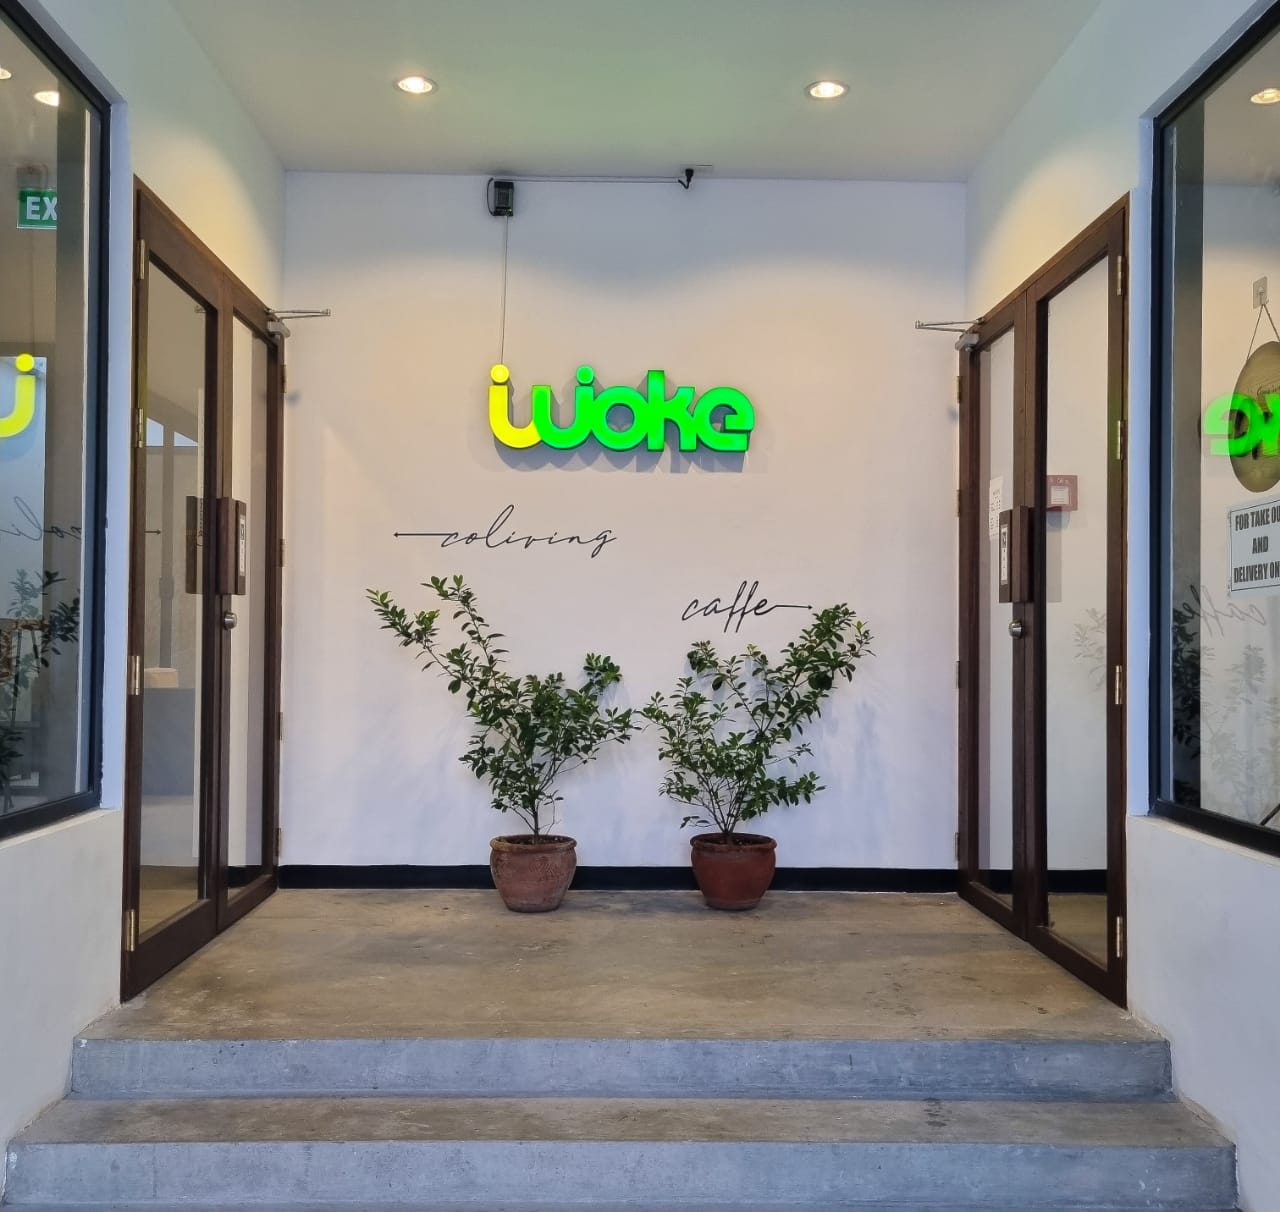 EX
iwoke
coliving
caffe
FOR TAKE OU
AND
DELIVERY ON